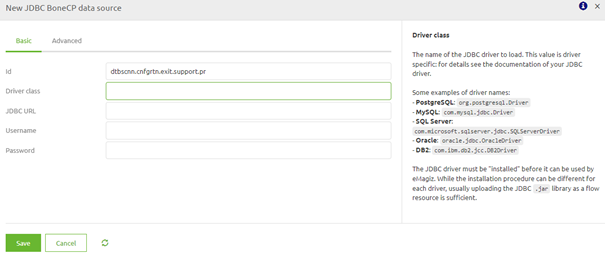 New JDBC BoneCP data source
Basic
Advanced
Id
dtbscnn.cnfgrtn.exit.support.pr
Driver class
JDBC URL
Username
Password
Save
Cancel
Driver class
The name of the JDBC driver to load. This value is driver
specific: for details see the documentation of your JDBC
driver.
Some examples of driver names:
- PostgreSQL: org.postgresql.Driver
- MySQL: com.mysql.jdbc.Driver
- SQL Server:
com.microsoft.sqlserver.jdbc.SQLServerDriver
- Oracle: oracle.jdbc.OracleDriver
- DB2: com.ibm.db2.jcc.DB2Driver
The JDBC driver must be "installed" before it can be used by
eMagiz. While the installation procedure can be different for
each driver, usually uploading the JDBC .jar library as a flow
resource is sufficient.